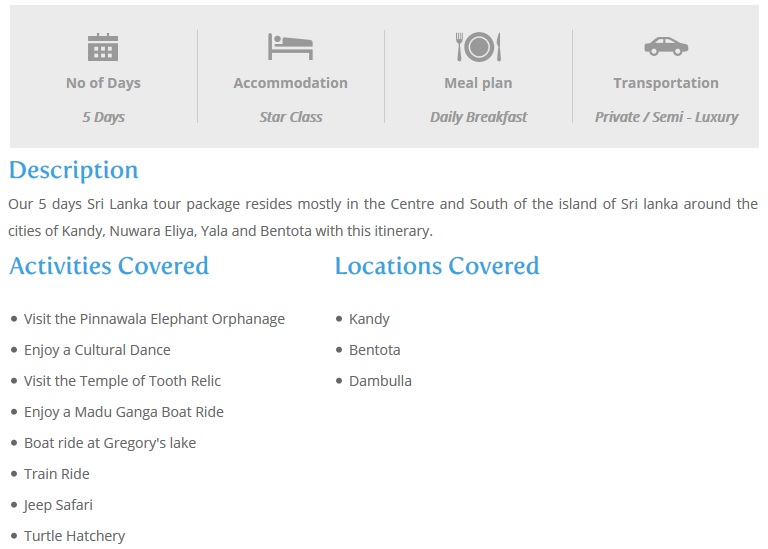 No of Days
5 Days
Accommodation
Star Class
Meal plan
Daily Breakfast
Transportation
Private / Semi - Luxury
Description
Our 5 days Sri Lanka tour package resides mostly in the Centre and South of the island of Sri lanka around the
cities of Kandy, Nuwara Eliya, Yala and Bentota with this itinerary.
Activities Covered
Visit the Pinnawala Elephant Orphanage
Enjoy a Cultural Dance
Visit the Temple of Tooth Relic
Enjoy a Madu Ganga Boat Ride
Boat ride at Gregory's lake
Train Ride
Jeep Safari
Turtle Hatchery
Locations Covered
Kandy
Bentota
Dambulla